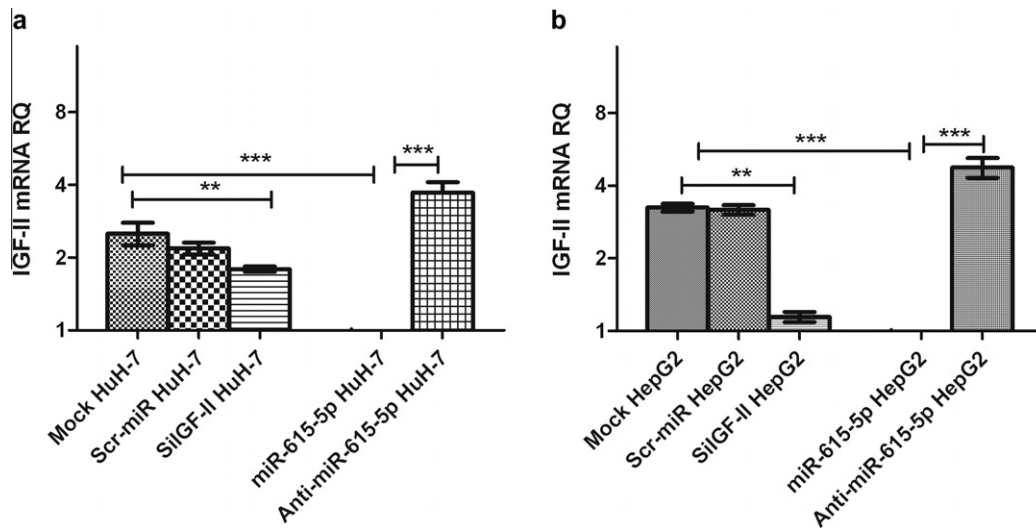 a
IGF-II mRNA RQ
8
4
2
1
***
**
***
Mock HuH-7
Scr-miR HuH-7
SiIGF-II HuH-7
miR-615-5p HuH-7
Anti-miR-615-5p HuH-7
b
IGF-II mRNA RQ
8
4
2
1
***
***
**
Mock HepG2
Scr-miR HepG2
SiIGF-II HepG2
miR-615-5p HepG2
Anti-miR-615-5p HepG2